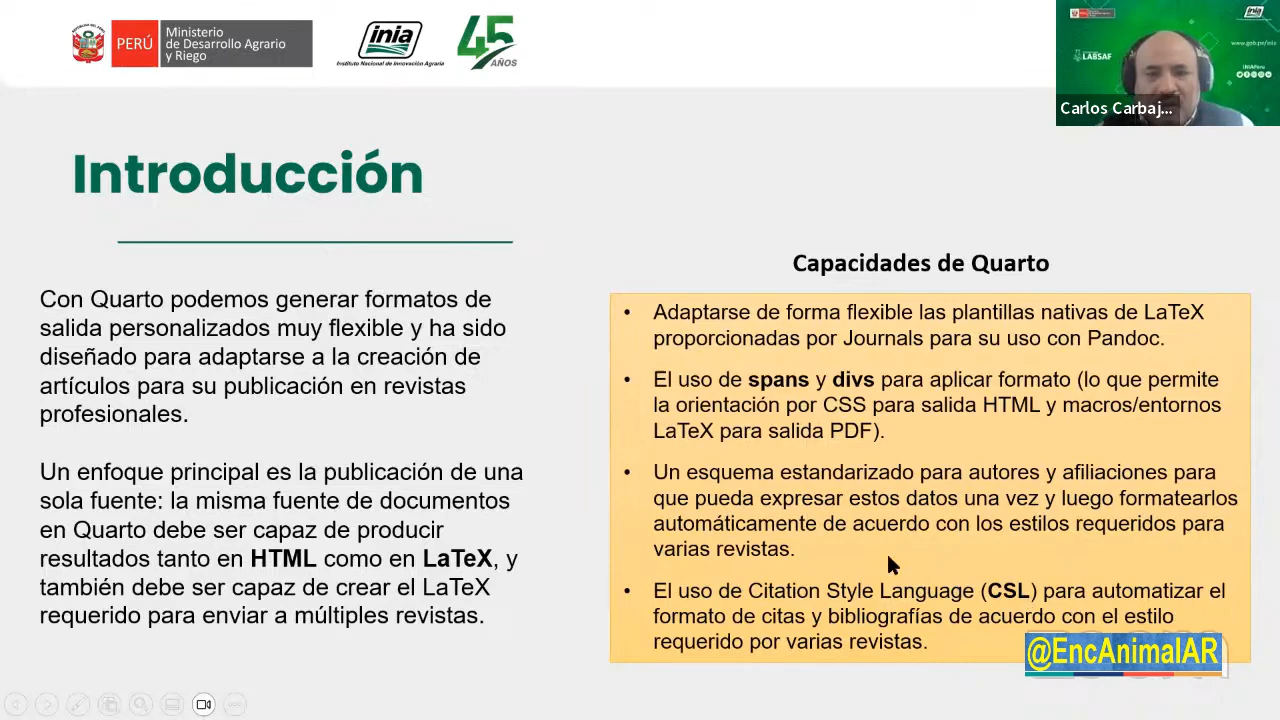 PERÚ
Ministerio
de Desarrollo Agrario
y Riego
inia
Instituto Nacional de Innovación Agraria
45
AÑOS
inia
www.gob.pe/inia
LABSAF
INIAPeru
Carlos Carbaj...
Introducción
Con Quarto podemos generar formatos de
salida personalizados muy flexible y ha sido
diseñado para adaptarse a la creación de
artículos para su publicación en revistas
profesionales.
Un enfoque principal es la publicación de una
sola fuente: la misma fuente de documentos
en Quarto debe ser capaz de producir
resultados tanto en HTML como en LaTeX, y
también debe ser capaz de crear el LaTeX
requerido para enviar a múltiples revistas.
Capacidades de Quarto
• Adaptarse de forma flexible las plantillas nativas de LaTeX
proporcionadas por Journals para su uso con Pandoc.
• El uso de spans y divs para aplicar formato (lo que permite
la orientación por CSS para salida HTML y macros/entornos
LaTeX para salida PDF).
• Un esquema estandarizado para autores y afiliaciones para
que pueda expresar estos datos una vez y luego formatearlos
automáticamente de acuerdo con los estilos requeridos para
varias revistas.
• El uso de Citation Style Language (CSL) para automatizar el
formato de citas y bibliografías de acuerdo con el estilo
requerido por varias revistas.
@EncAnimalAR